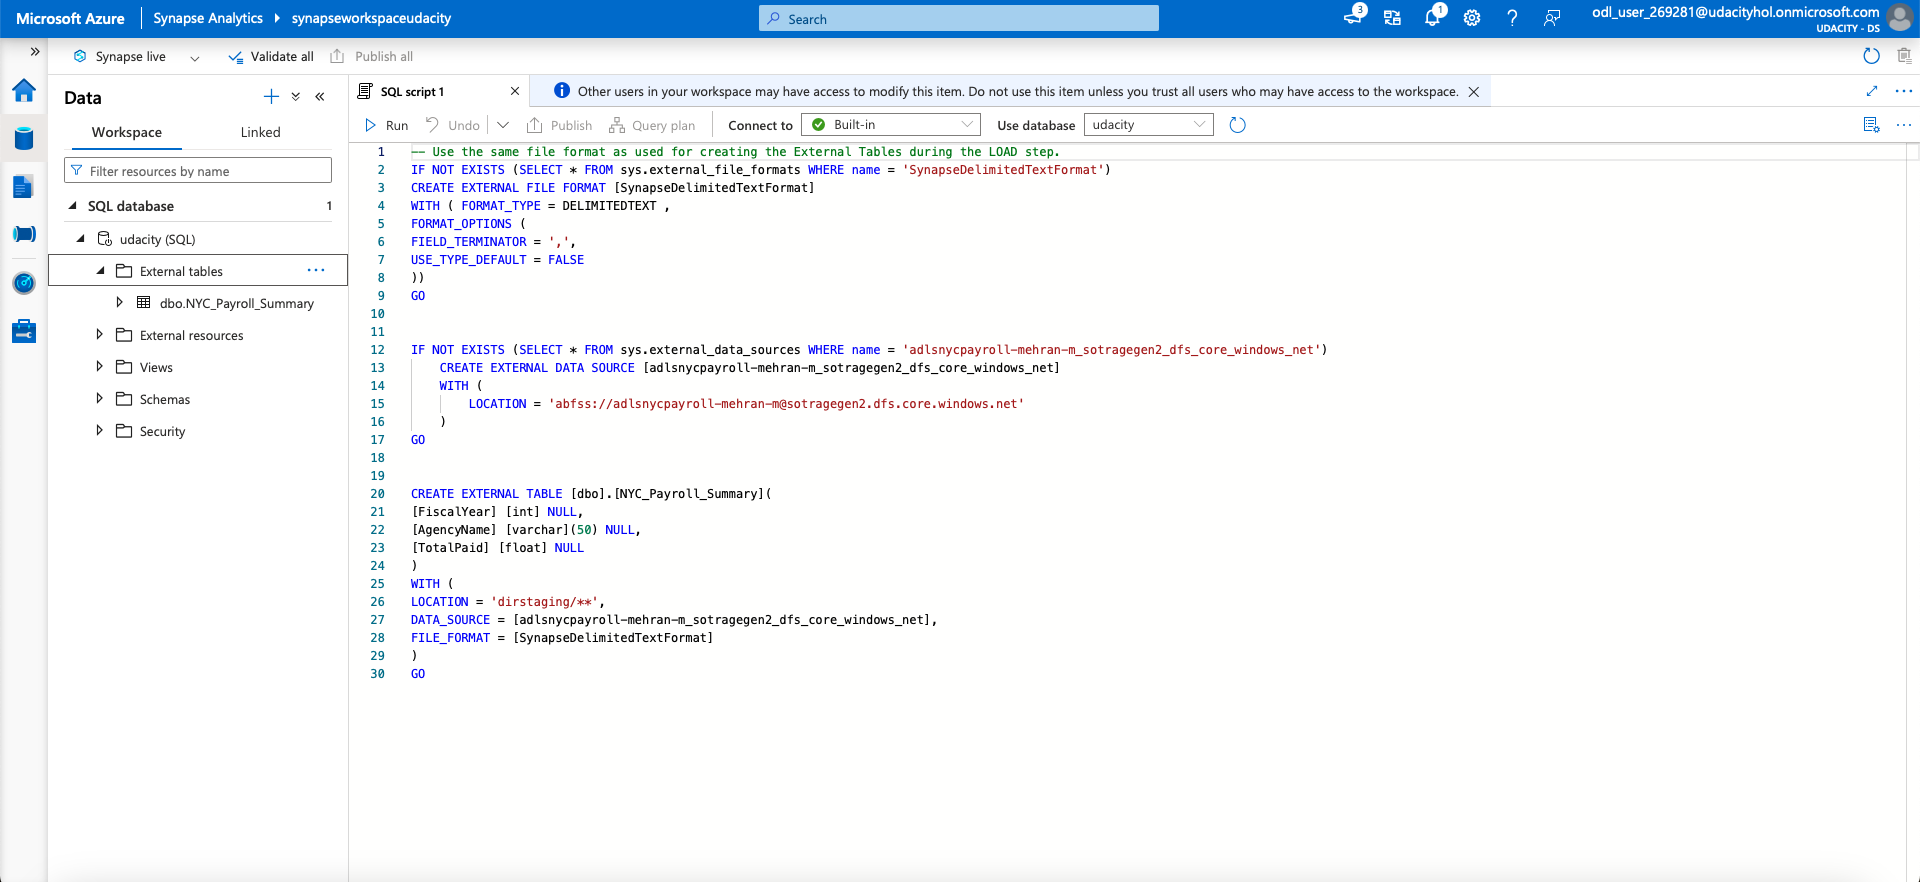 Microsoft Azure Synapse Analytics synapseworkspaceudacity Search 3 1 odl_user_269281@udacityhol.onmicrosoft.com
UDACITY - DS
Synapse live Validate all Publish all
Data
Workspace Linked
Filter resources by name
SQL database 1
udacity (SQL)
External tables
dbo.NYC_Payroll_Summary
External resources
Views
Schemas
Security
SQL script 1
Other users in your workspace may have access to modify this item. Do not use this item unless you trust all users who may have access to the workspace.
Run Undo Publish Query plan Connect to Built-in Use database udacity
1 -- Use the same file format as used for creating the External Tables during the LOAD step.
2 IF NOT EXISTS (SELECT * FROM sys.external_file_formats WHERE name = 'SynapseDelimitedTextFormat')
3 CREATE EXTERNAL FILE FORMAT [SynapseDelimitedTextFormat]
4 WITH ( FORMAT_TYPE = DELIMITEDTEXT ,
5 FORMAT_OPTIONS (
6 FIELD_TERMINATOR = ',',
7 USE_TYPE_DEFAULT = FALSE
8 ))
9 GO
10
11
12 IF NOT EXISTS (SELECT * FROM sys.external_data_sources WHERE name = 'adlsnycpayroll-mehran-m_sotragegen2_dfs_core_windows_net')
13 CREATE EXTERNAL DATA SOURCE [adlsnycpayroll-mehran-m_sotragegen2_dfs_core_windows_net]
14 WITH (
15 LOCATION = 'abfss://adlsnycpayroll-mehran-m@sotragegen2.dfs.core.windows.net'
16 )
17 GO
18
19
20 CREATE EXTERNAL TABLE [dbo].[NYC_Payroll_Summary](
21 [FiscalYear] [int] NULL,
22 [AgencyName] [varchar](50) NULL,
23 [TotalPaid] [float] NULL
24 )
25 WITH (
26 LOCATION = 'dirstaging/**',
27 DATA_SOURCE = [adlsnycpayroll-mehran-m_sotragegen2_dfs_core_windows_net],
28 FILE_FORMAT = [SynapseDelimitedTextFormat]
29 )
30 GO